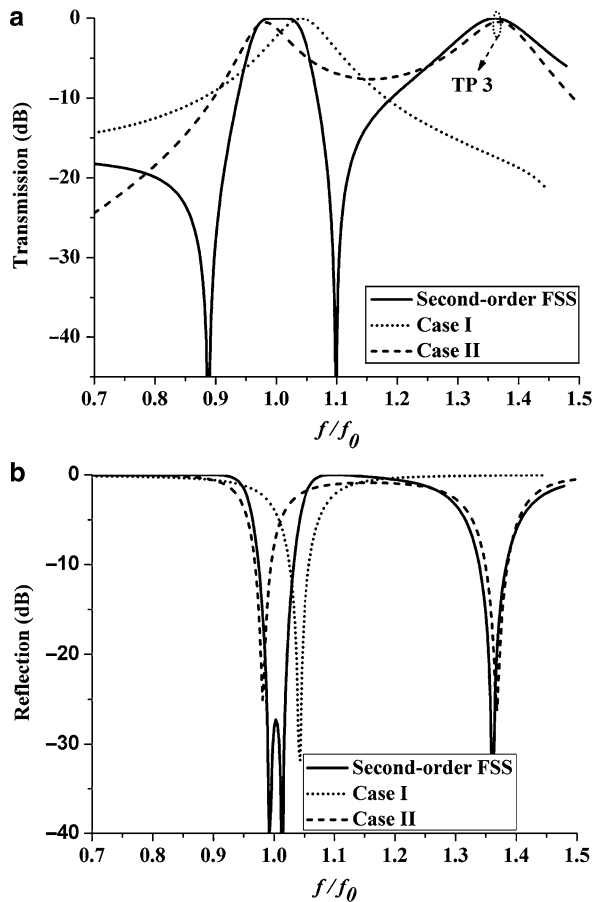 a
0
−10
−20
−30
−40
Transmission (dB)
TP 3
Second-order FSS
Case I
Case II
0.7 0.8 0.9 1.0 1.1 1.2 1.3 1.4 1.5
f/f0
b
0
−10
−20
−30
−40
Reflection (dB)
Second-order FSS
Case I
Case II
0.7 0.8 0.9 1.0 1.1 1.2 1.3 1.4 1.5
f/f0